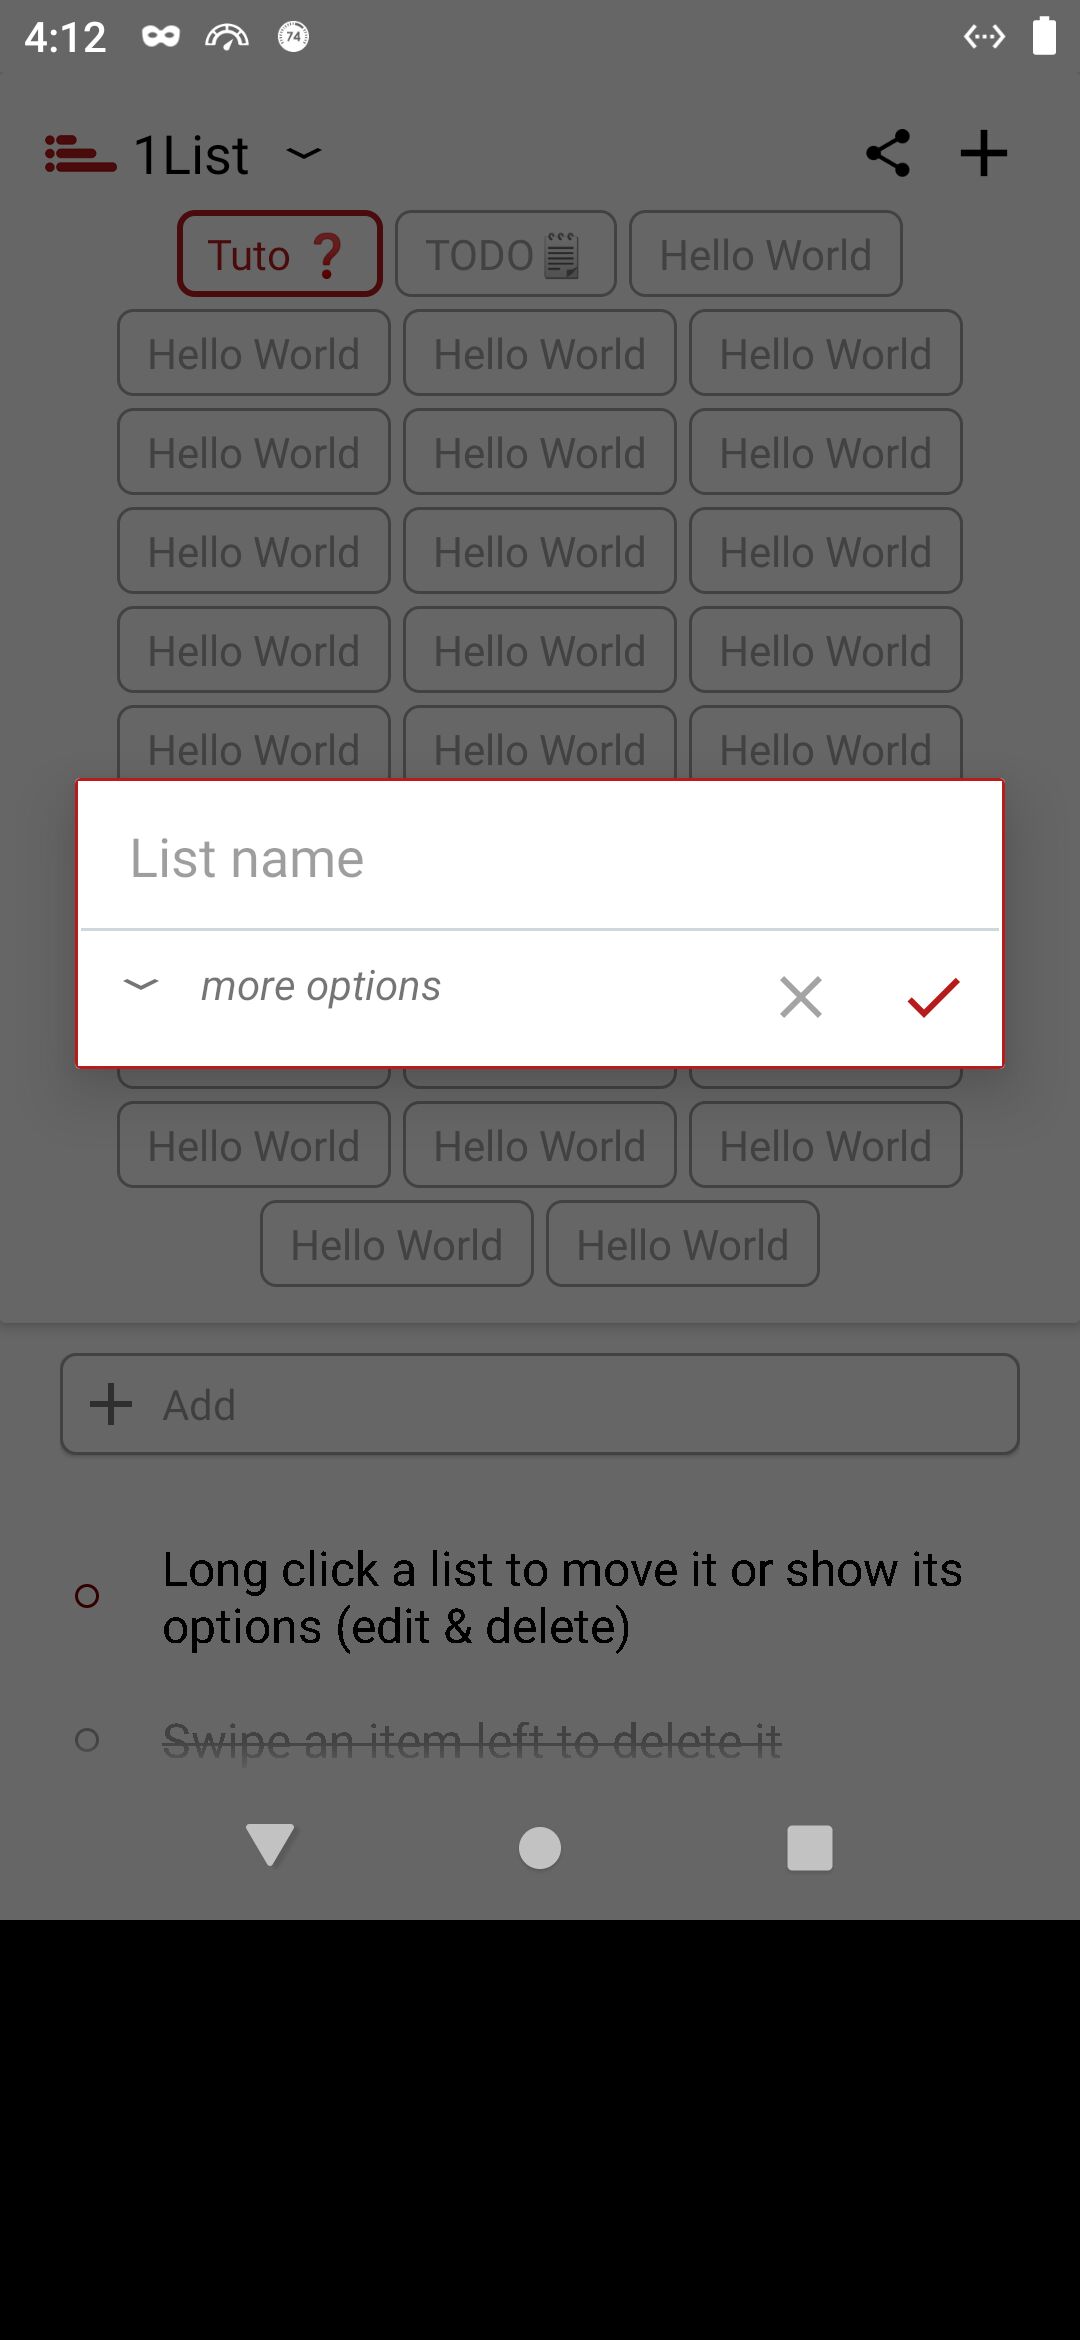 4:12 74
1List
Tuto ❓ TODO🗒 Hello World
Hello World Hello World Hello World
Hello World Hello World Hello World
Hello World Hello World Hello World
Hello World Hello World Hello World
Hello World Hello World Hello World
List name
more options
Hello World Hello World Hello World
Hello World Hello World
Add
Long click a list to move it or show its
options (edit & delete)
Swipe an item left to delete it